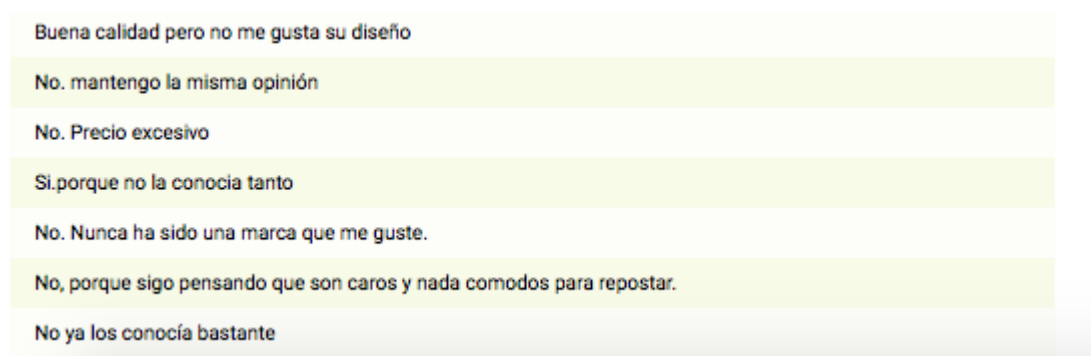 Buena calidad pero no me gusta su diseño
No. mantengo la misma opinión
No. Precio excesivo
Si.porque no la conocia tanto
No. Nunca ha sido una marca que me guste.
No, porque sigo pensando que son caros y nada comodos para repostar.
No ya los conocía bastante